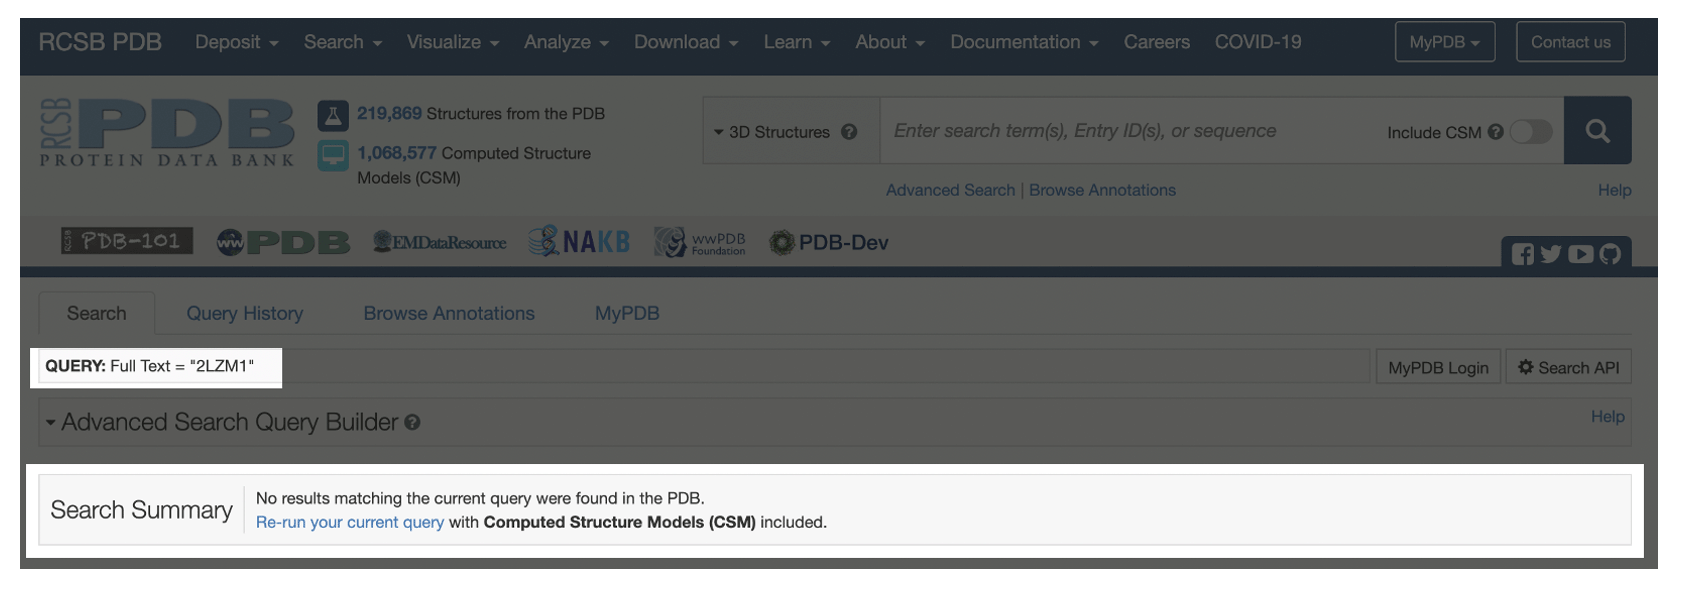 RCSB PDB Deposit Search Visualize Analyze Download Learn About Documentation Careers COVID-19 MyPDB Contact us
RCSB PDB
PROTEIN DATA BANK
219,869 Structures from the PDB
1,068,577 Computed Structure
Models (CSM)
3D Structures ? Enter search term(s), Entry ID(s), or sequence Include CSM ?
Advanced Search | Browse Annotations Help
RCSB PDB-101 wwPDB EMDataResource NAKB wwPDB Foundation PDB-Dev
Search Query History Browse Annotations MyPDB
QUERY: Full Text = "2LZM1" MyPDB Login Search API
Advanced Search Query Builder ? Help
Search Summary
No results matching the current query were found in the PDB.
Re-run your current query with Computed Structure Models (CSM) included.